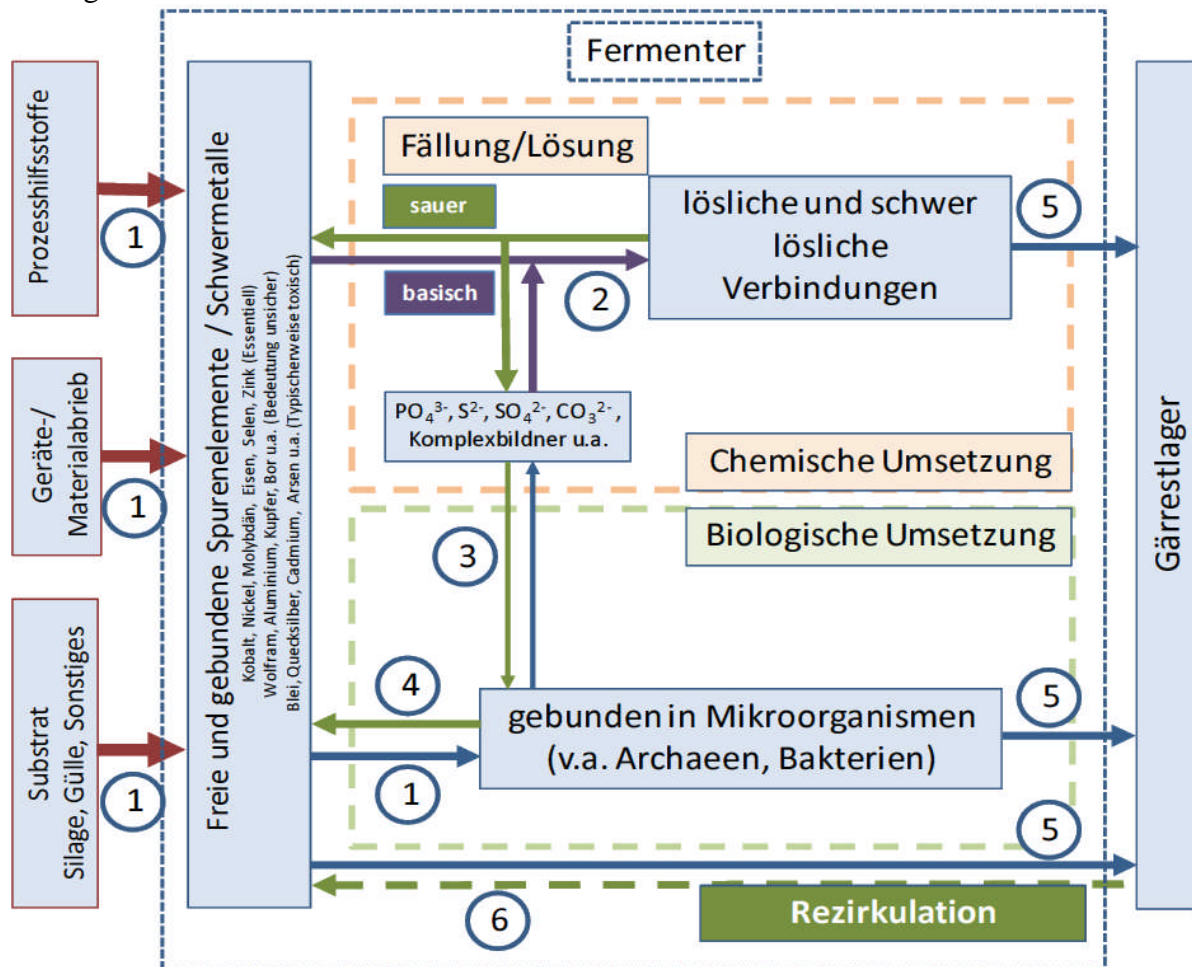 Fermenter
Prozesshilfsstoffe
1
Geräte-/
Materialabrieb
1
Substrat
Silage, Gülle, Sonstiges
1
Freie und gebundene Spurenelemente / Schwermetalle
Kobalt, Nickel, Molybdän, Eisen, Selen, Zink (Essentiell)
Wolfram, Aluminium, Kupfer, Bor u.a. (Bedeutung unsicher)
Blei, Quecksilber, Cadmium, Arsen u.a. (Typischerweise toxisch)
Fällung/Lösung
sauer
basisch
2
lösliche und schwer
lösliche
Verbindungen
5
PO₄³⁻, S²⁻, SO₄²⁻, CO₃²⁻,
Komplexbildner u.a.
Chemische Umsetzung
Biologische Umsetzung
3
4
1
gebunden in Mikroorganismen
(v.a. Archaeen, Bakterien)
5
5
6
Rezirkulation
Gärrestlager